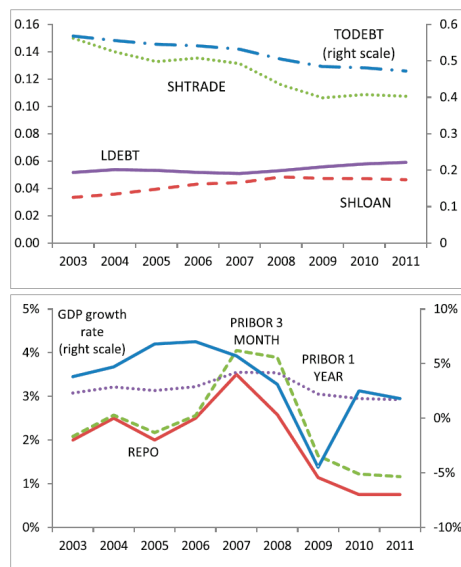 0.16 0.6
TODEBT
(right scale)
0.14 0.5
0.12
SHTRADE
0.4
0.10
0.08 0.3
LDEBT
0.06
0.2
0.04
SHLOAN
0.1
0.02
0.00 0
2003 2004 2005 2006 2007 2008 2009 2010 2011
5% 10%
GDP growth
rate
(right scale)
PRIBOR 3
MONTH
4% 5%
PRIBOR 1
YEAR
3%
0%
2%
REPO
-5%
1%
0% -10%
2003 2004 2005 2006 2007 2008 2009 2010 2011